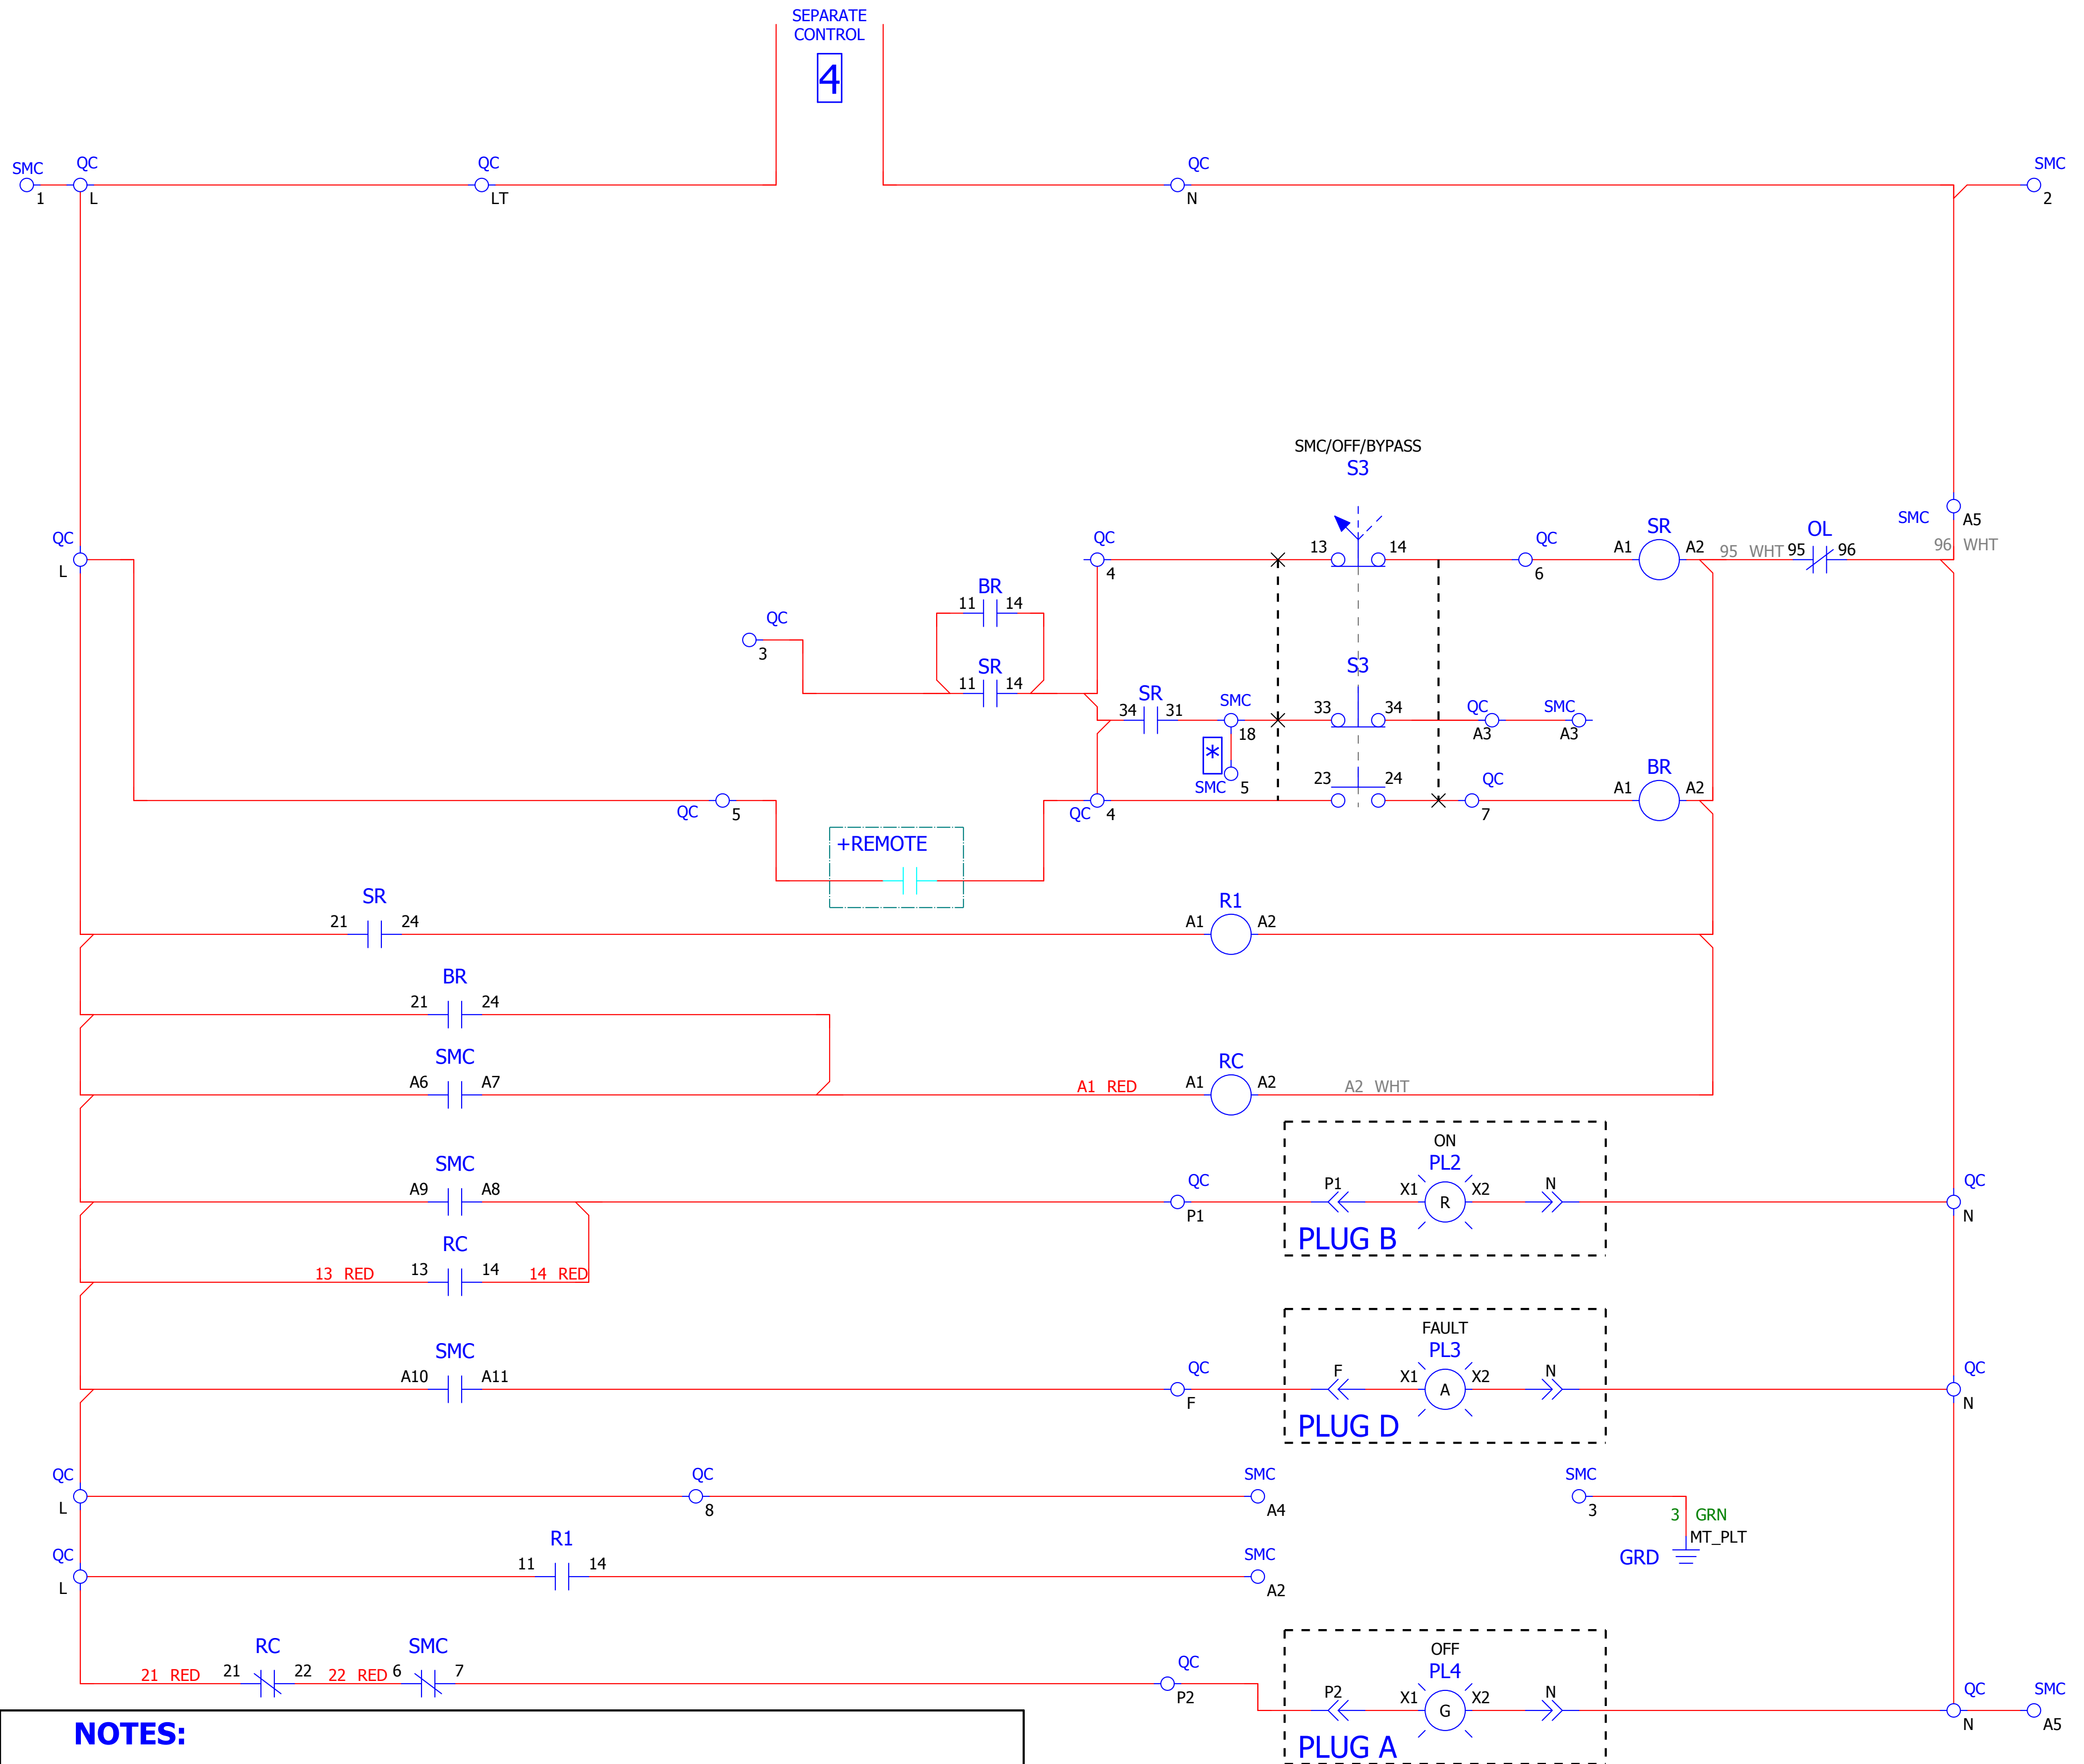 SEPARATE
CONTROL
4
SMC QC QC QC SMC
1 L LT N 2
SMC/OFF/BYPASS
S3
QC QC 13 14 QC SR OL SMC A5
L 4 6 A1 A2 95 WHT 95 96 96 WHT
BR
11 14
QC
3
SR S3
11 14
SR SMC QC SMC
34 31 18 33 34 A3 A3
* SMC 5
BR
QC 5 QC 4 23 24 QC 7 A1 A2
+REMOTE
SR R1
21 24 A1 A2
BR
21 24
SMC RC
A6 A7 A1 RED A1 A2 A2 WHT
ON
SMC QC PL2 QC
A9 A8 P1 P1 X1 R X2 N N
PLUG B
RC
13 RED 13 14 14 RED
FAULT
SMC QC PL3 QC
A10 A11 F F X1 A X2 N N
PLUG D
QC QC SMC SMC
L 8 A4 3
3 GRN
MT_PLT
GRD
QC R1 SMC
L 11 14 A2
OFF
RC SMC QC PL4 QC SMC
21 RED 21 22 22 RED 6 7 P2 P2 X1 G X2 N N A5
PLUG A
NOTES: